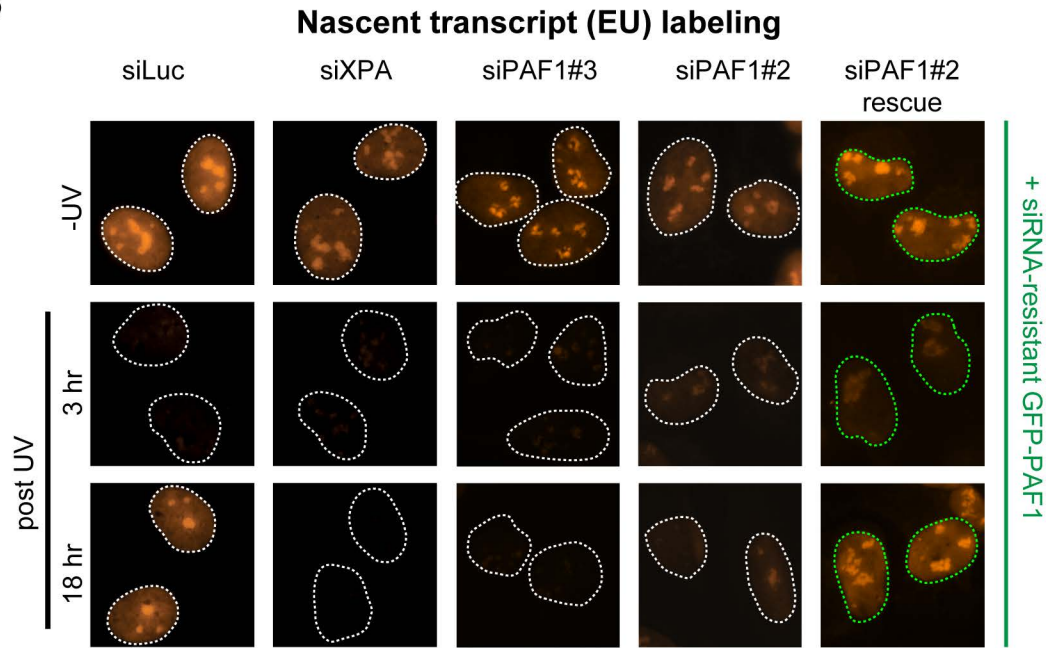 Nascent transcript (EU) labeling
siLuc
siXPA
siPAF1#3
siPAF1#2
siPAF1#2
rescue
-UV
3 hr
18 hr
post UV
+ siRNA-resistant GFP-PAF1